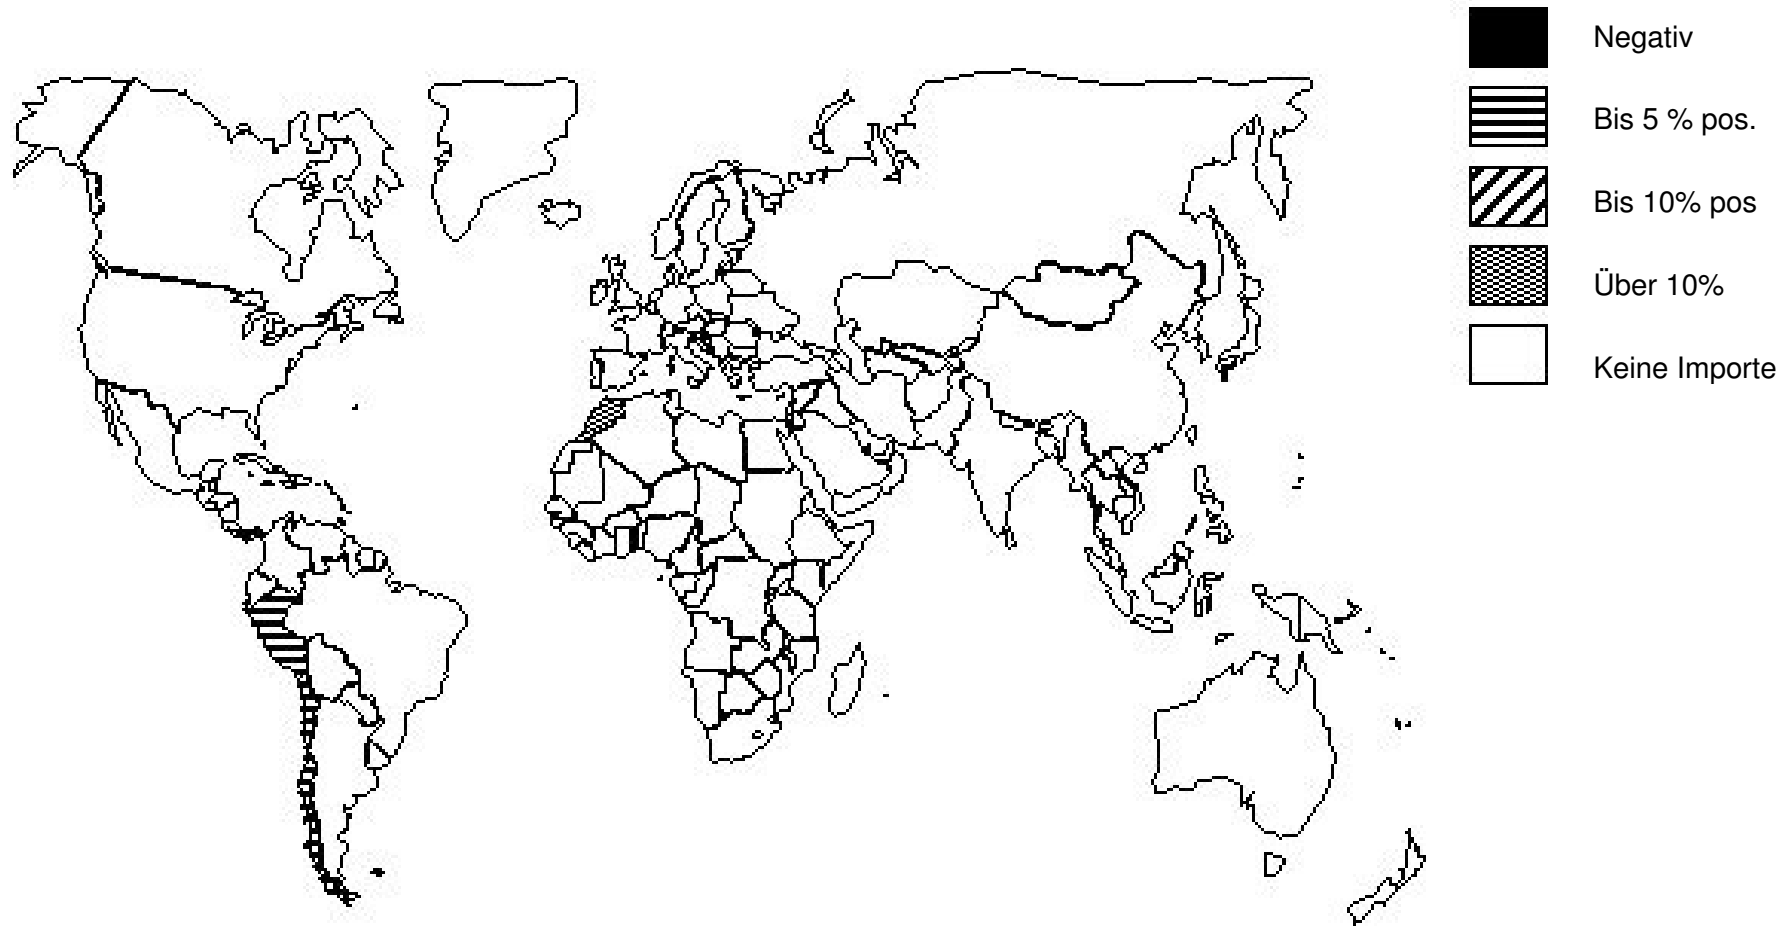 Negativ
Bis 5 % pos.
Bis 10% pos
Über 10%
Keine Importe